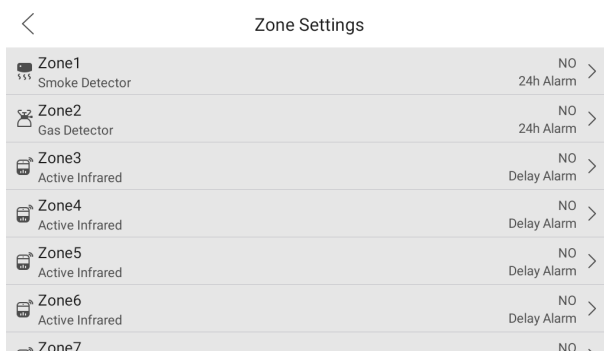 Zone Settings
Zone1 NO
Smoke Detector 24h Alarm
Zone2 NO
Gas Detector 24h Alarm
Zone3 NO
Active Infrared Delay Alarm
Zone4 NO
Active Infrared Delay Alarm
Zone5 NO
Active Infrared Delay Alarm
Zone6 NO
Active Infrared Delay Alarm
Zone7 NO